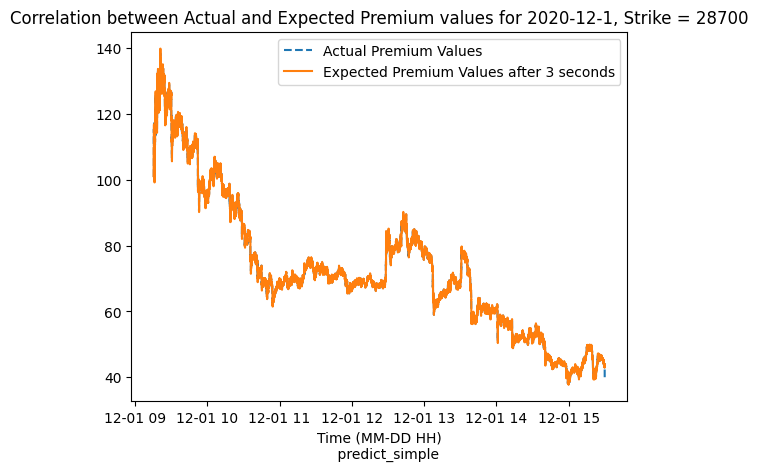 Correlation between Actual and Expected Premium values for 2020-12-1, Strike = 28700
Actual Premium Values
Expected Premium Values after 3 seconds
140
120
100
80
60
40
12-01 09 12-01 10 12-01 11 12-01 12 12-01 13 12-01 14 12-01 15
Time (MM-DD HH)
predict_simple